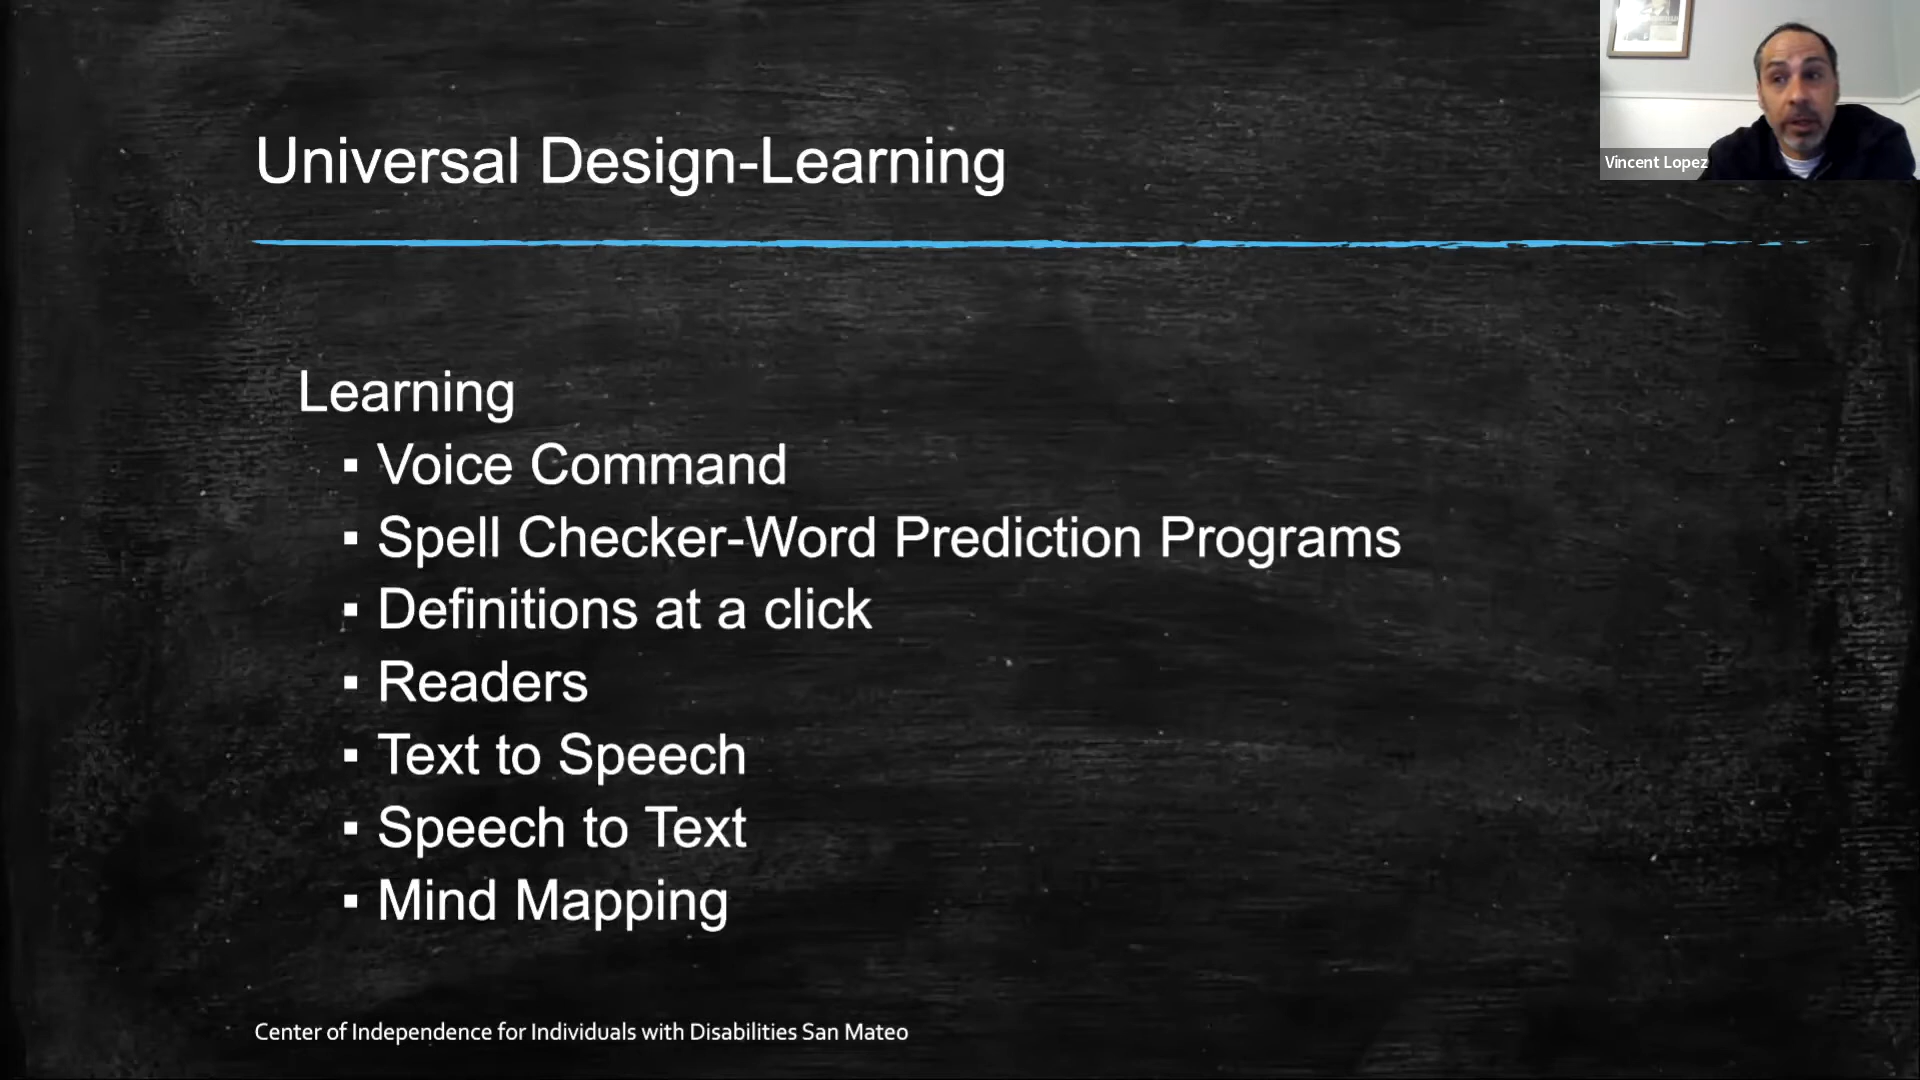 Universal Design-Learning
Vincent Lopez
Learning
▪ Voice Command
▪ Spell Checker-Word Prediction Programs
▪ Definitions at a click
▪ Readers
▪ Text to Speech
▪ Speech to Text
▪ Mind Mapping
Center of Independence for Individuals with Disabilities San Mateo